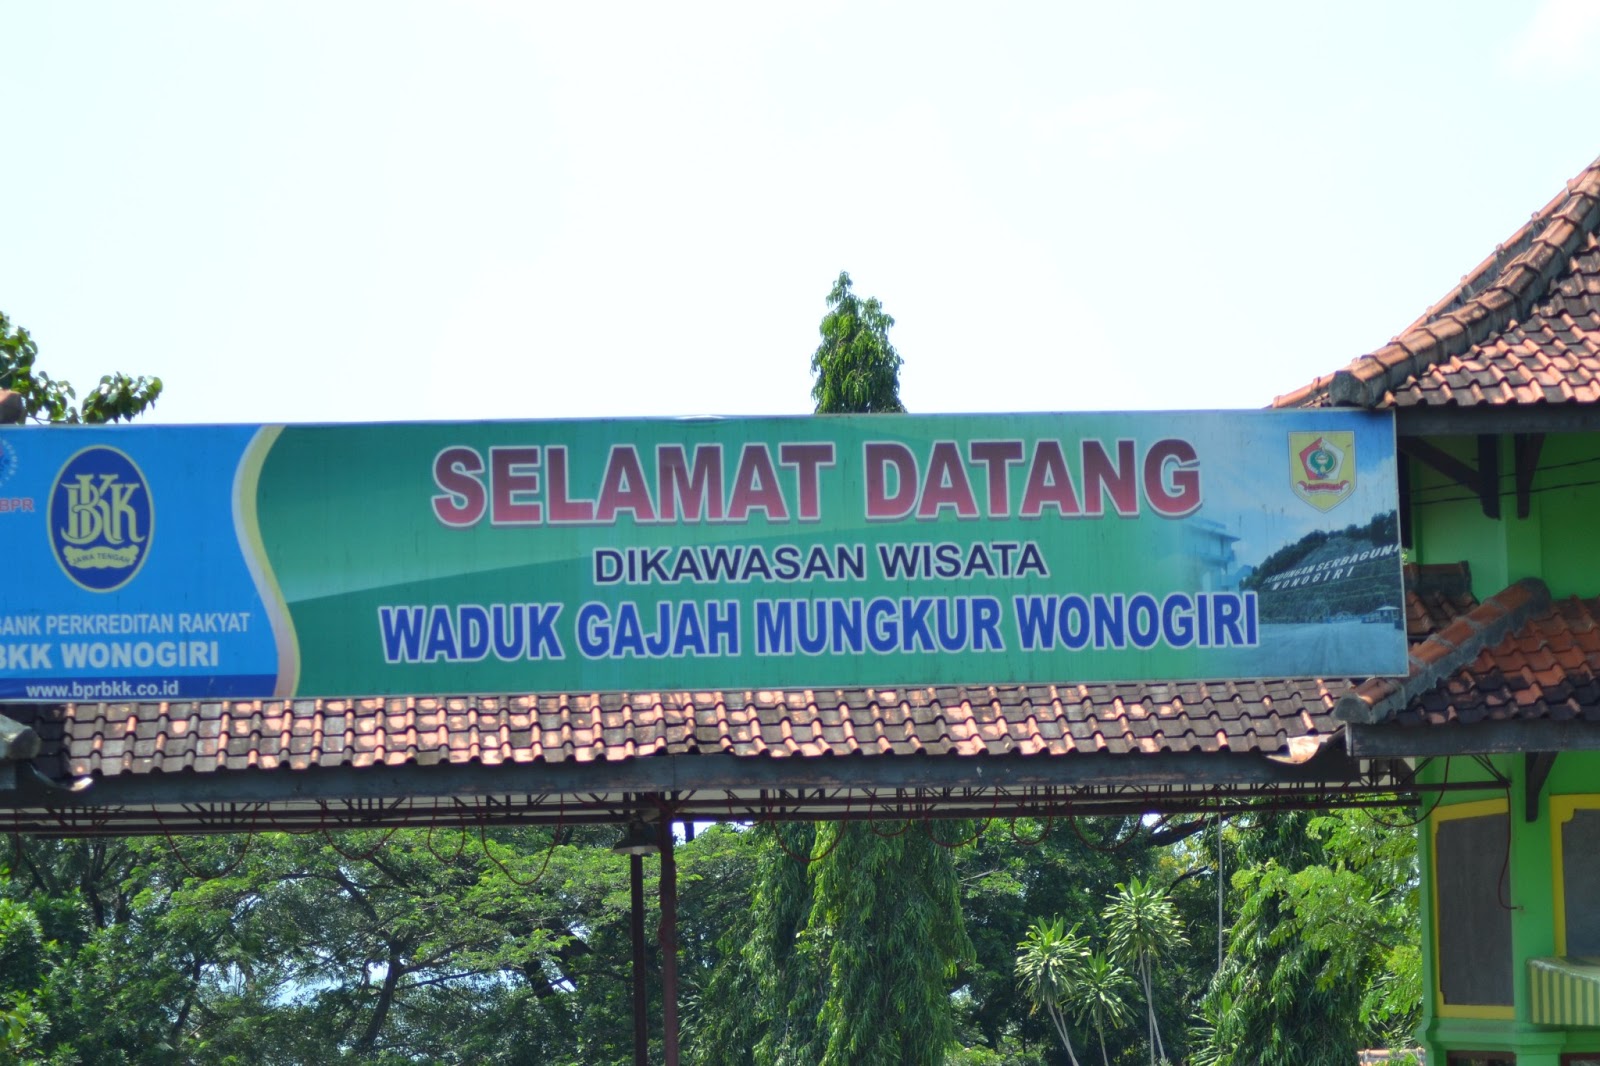 BPR
BKK
JAWA TENGAH
BANK PERKREDITAN RAKYAT
BKK WONOGIRI
www.bprbkk.co.id
SELAMAT DATANG
DIKAWASAN WISATA
WADUK GAJAH MUNGKUR WONOGIRI
SERBAGUNA
WONOGIRI